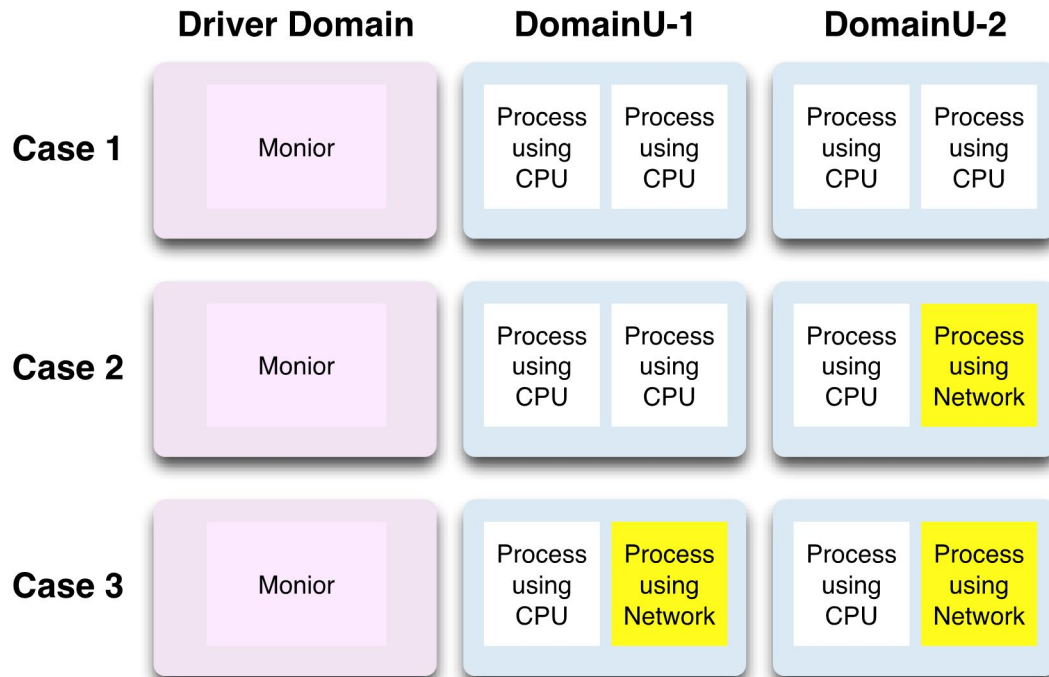 Driver Domain DomainU-1 DomainU-2
Case 1
Monior
Process
using
CPU
Process
using
CPU
Process
using
CPU
Process
using
CPU
Case 2
Monior
Process
using
CPU
Process
using
CPU
Process
using
CPU
Process
using
Network
Case 3
Monior
Process
using
CPU
Process
using
Network
Process
using
CPU
Process
using
Network